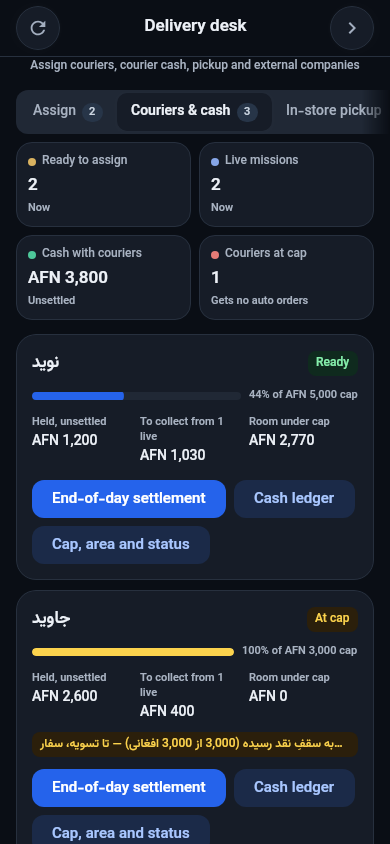 Delivery desk
Assign couriers, courier cash, pickup and external companies
Assign 2 Couriers & cash 3 In-store pickup
Ready to assign
2
Now
Live missions
2
Now
Cash with couriers
AFN 3,800
Unsettled
Couriers at cap
1
Gets no auto orders
نوید
Ready
44% of AFN 5,000 cap
Held, unsettled
AFN 1,200
To collect from 1
live
AFN 1,030
Room under cap
AFN 2,770
End-of-day settlement
Cash ledger
Cap, area and status
جاوید
At cap
100% of AFN 3,000 cap
Held, unsettled
AFN 2,600
To collect from 1
live
AFN 400
Room under cap
AFN 0
به سقفِ نقد رسیده (3,000 از 3,000 افغانی) — تا تسویه، سفار…
End-of-day settlement
Cash ledger
Cap, area and status